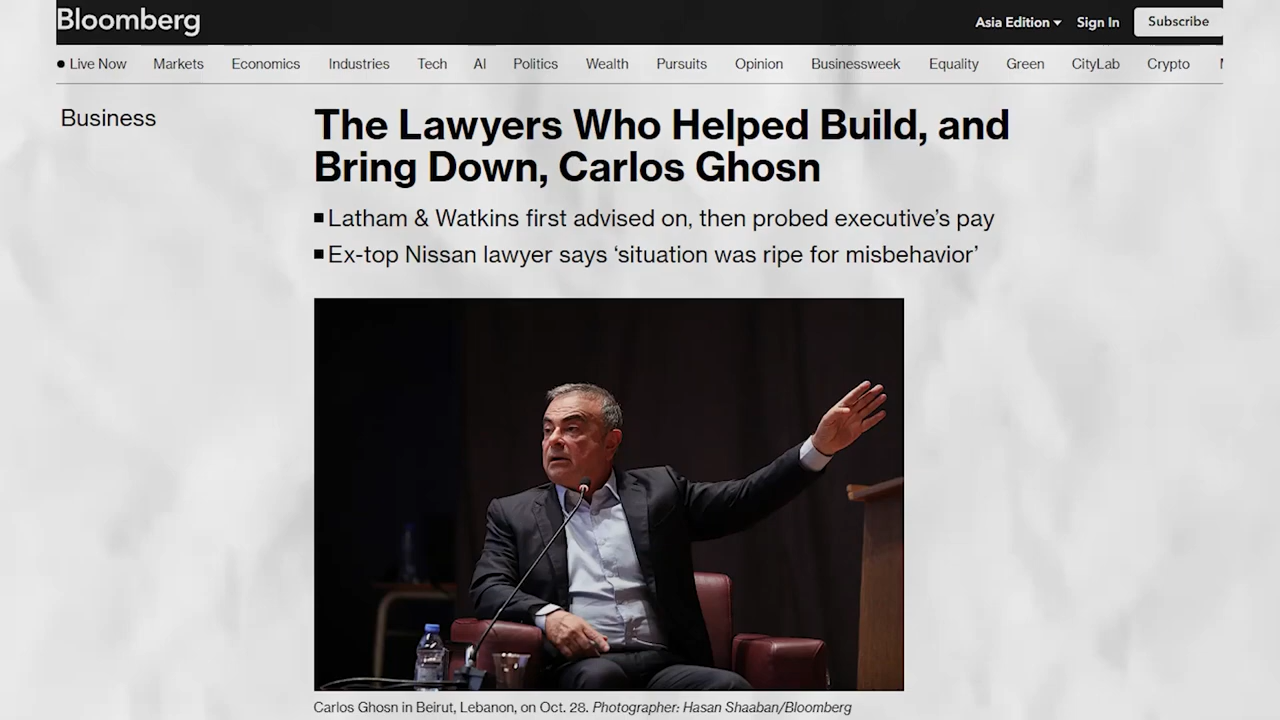 Bloomberg
Asia Edition Sign In Subscribe
Live Now Markets Economics Industries Tech AI Politics Wealth Pursuits Opinion Businessweek Equality Green CityLab Crypto
Business
The Lawyers Who Helped Build, and
Bring Down, Carlos Ghosn
Latham & Watkins first advised on, then probed executive's pay
Ex-top Nissan lawyer says ‘situation was ripe for misbehavior’
Carlos Ghosn in Beirut, Lebanon, on Oct. 28. Photographer: Hasan Shaaban/Bloomberg